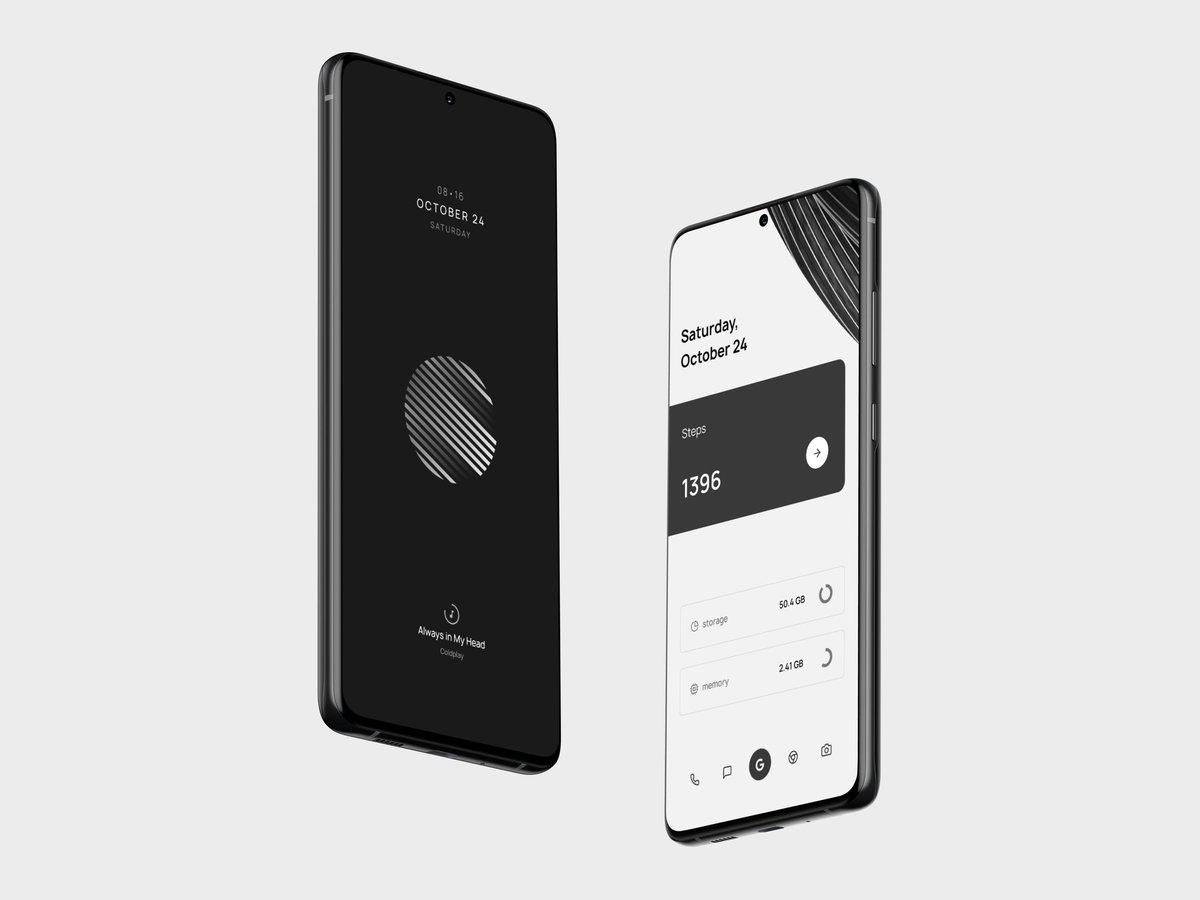 08•16
OCTOBER 24
SATURDAY
Always in My Head
Coldplay
Saturday,
October 24
Steps
1396
storage 50.4 GB
memory 2.41 GB
G